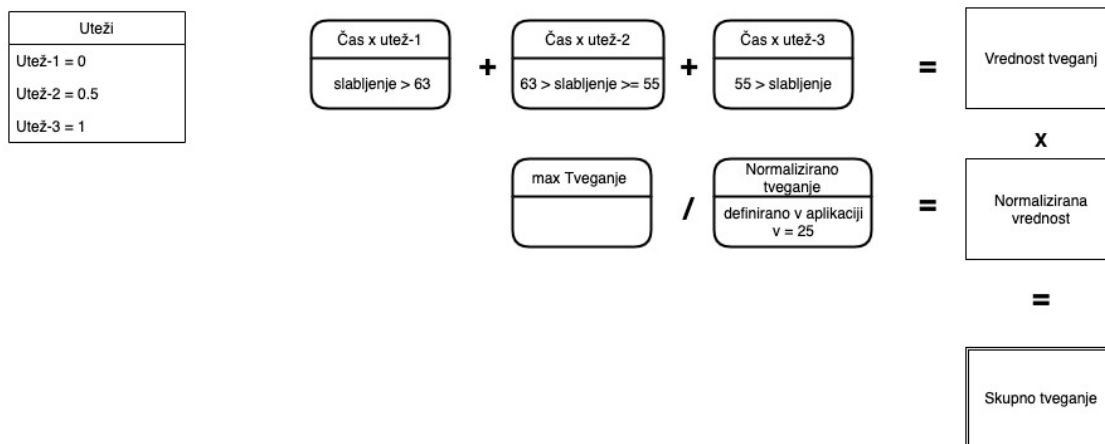 Uteži
Utež-1 = 0
Utež-2 = 0.5
Utež-3 = 1
Čas x utež-1
slabljenje > 63
+
Čas x utež-2
63 > slabljenje >= 55
+
Čas x utež-3
55 > slabljenje
=
Vrednost tveganj
x
max Tveganje
/
Normalizirano
tveganje
definirano v aplikaciji
v = 25
=
Normalizirana
vrednost
=
Skupno tveganje